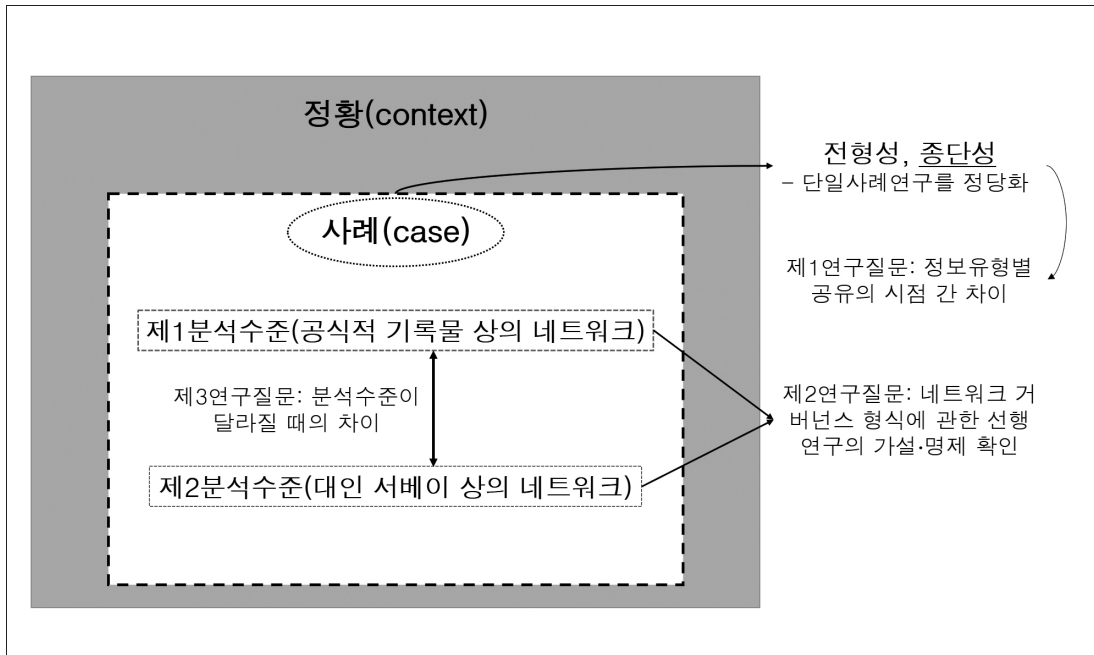 정황(context)
사례(case)
제1분석수준(공식적 기록물 상의 네트워크)
제3연구질문: 분석수준이
달라질 때의 차이
제2분석수준(대인 서베이 상의 네트워크)
전형성, 종단성
– 단일사례연구를 정당화
제1연구질문: 정보유형별
공유의 시점 간 차이
제2연구질문: 네트워크 거
버넌스 형식에 관한 선행
연구의 가설·명제 확인